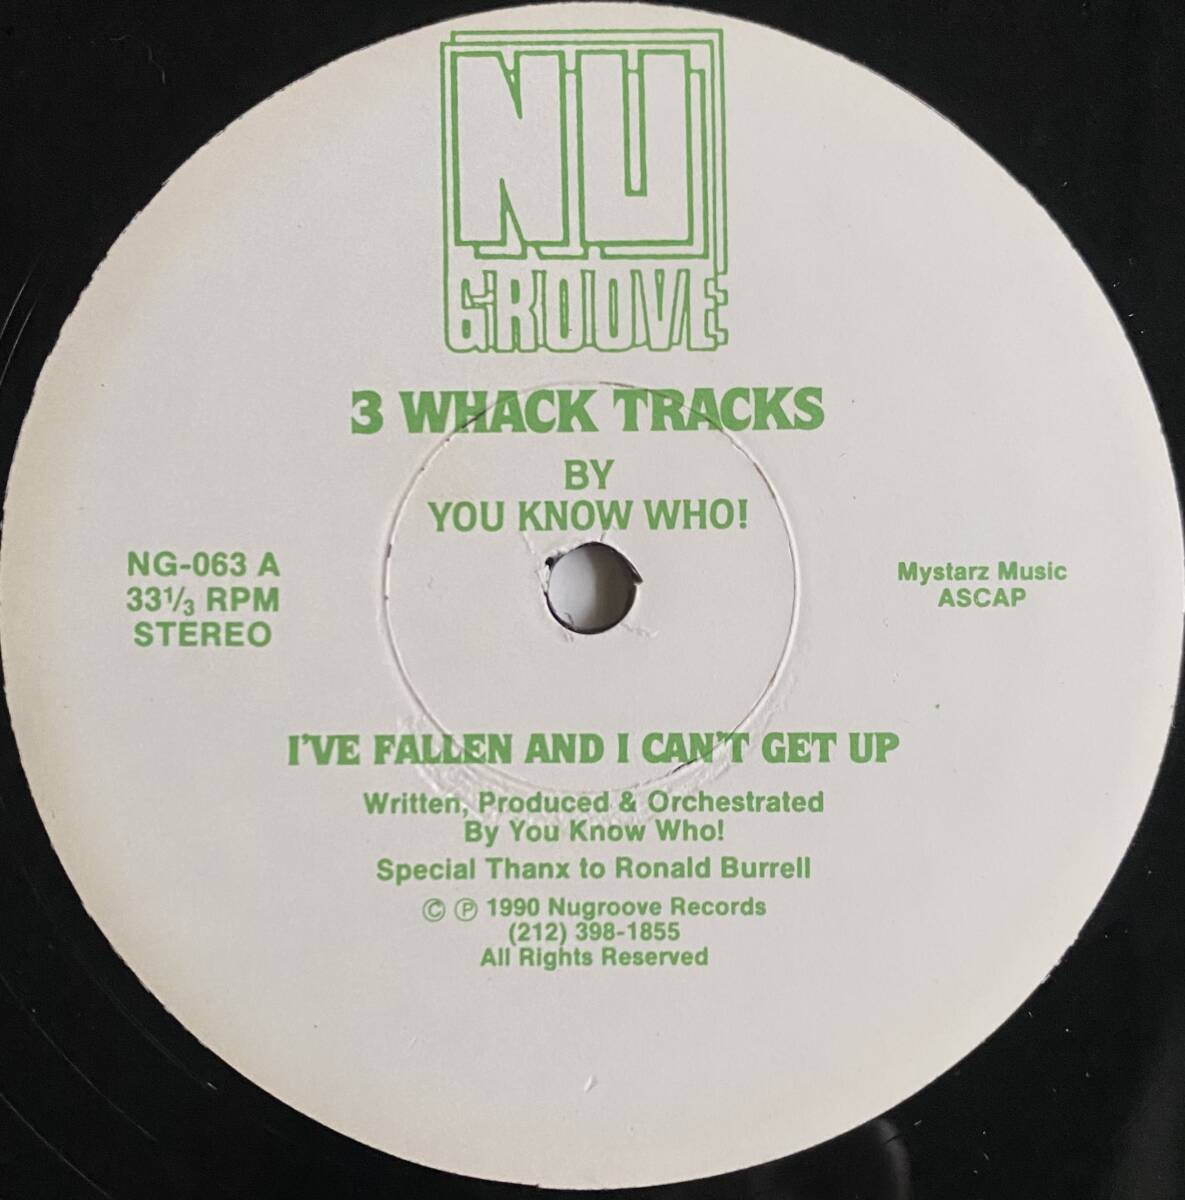 NU
GROOVE
3 WHACK TRACKS
BY
YOU KNOW WHO!
NG-063 A
33 1/3 RPM
STEREO
Mystarz Music
ASCAP
I'VE FALLEN AND I CAN'T GET UP
Written, Produced & Orchestrated
By You Know Who!
Special Thanx to Ronald Burrell
© ℗ 1990 Nugroove Records
(212) 398-1855
All Rights Reserved